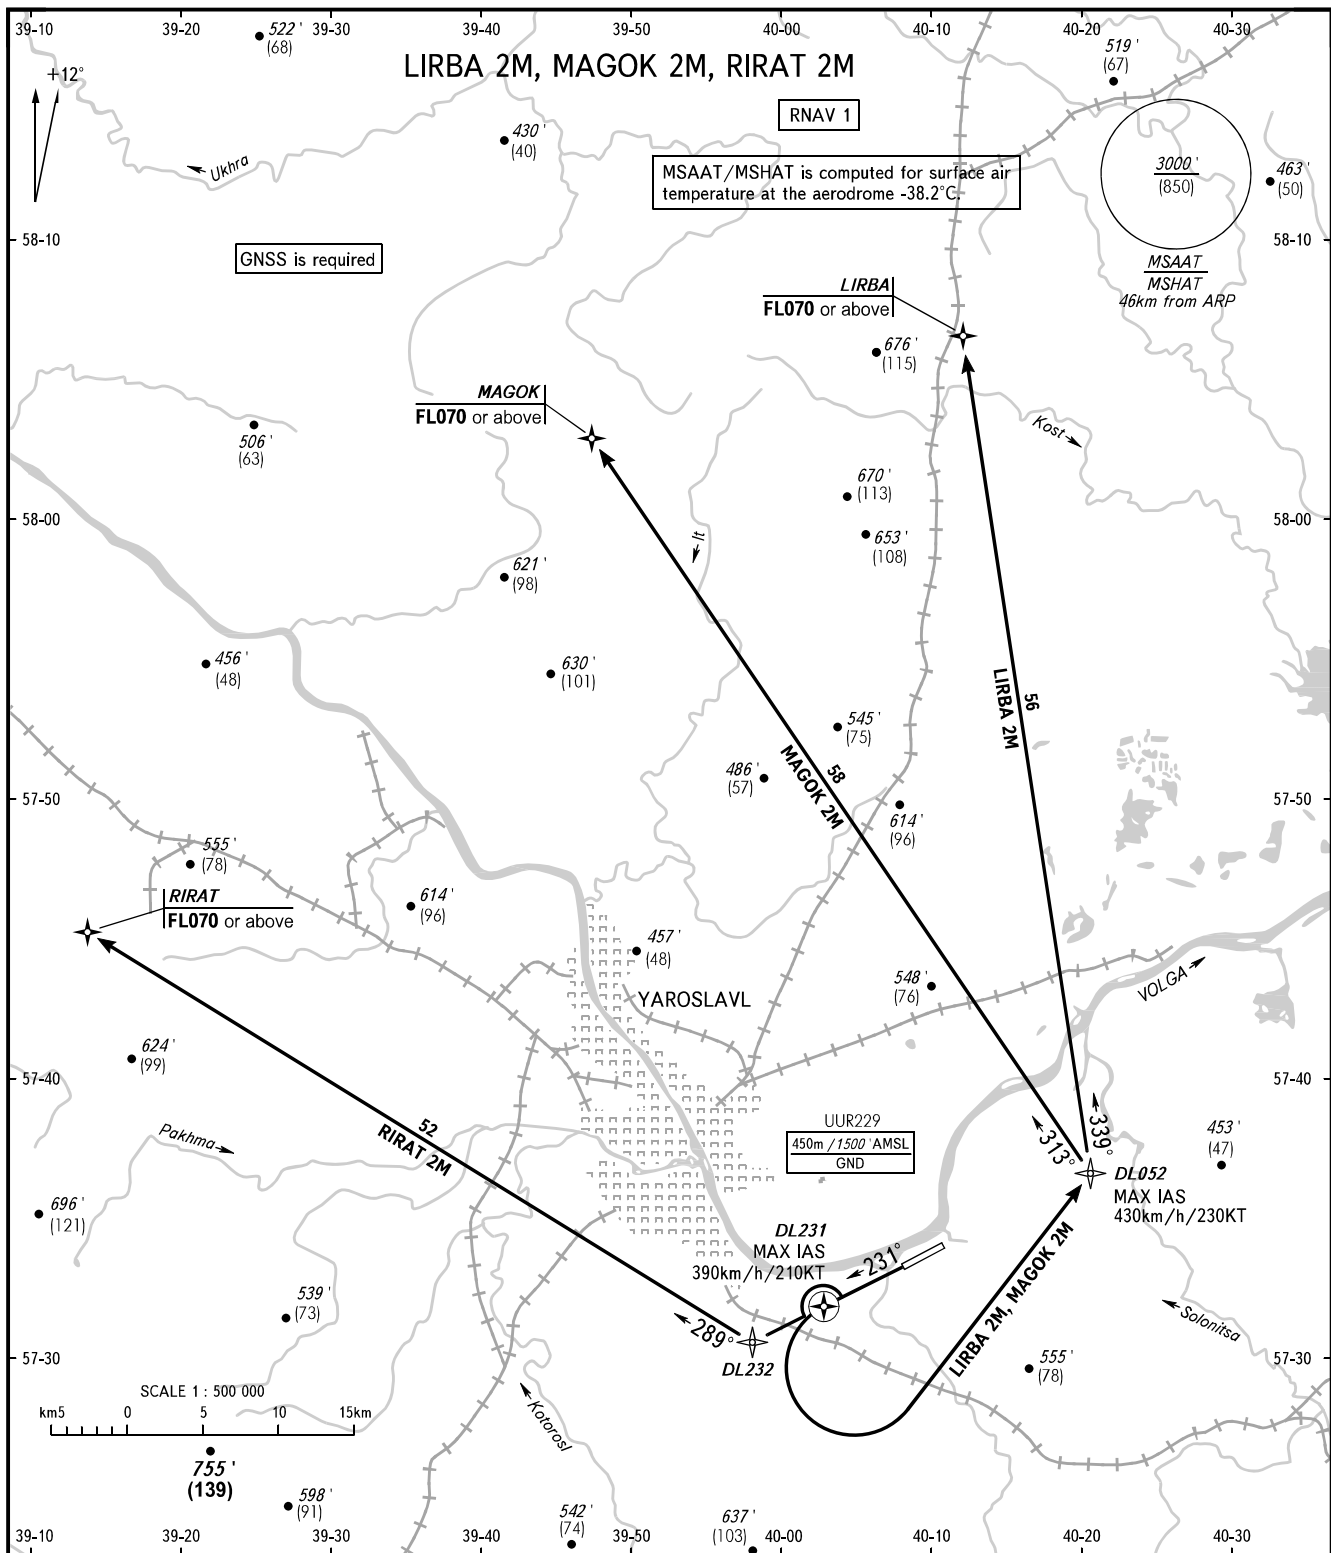 39-10 39-20 39-30 39-40 39-50 40-00 40-10 40-20 40-30
522' (68)
519' (67)
+12°
LIRBA 2M, MAGOK 2M, RIRAT 2M
RNAV 1
430' (40)
Ukhra
MSAAT/MSHAT is computed for surface air
temperature at the aerodrome -38.2°C.
3000'
(850)
463' (50)
58-10 58-10
GNSS is required
MSAAT
MSHAT
46km from ARP
LIRBA
FL070 or above
676' (115)
MAGOK
FL070 or above
506' (63)
Kost
670' (113)
58-00 58-00
It
653' (108)
621' (98)
456' (48)
630' (101)
56
LIRBA 2M
545' (75)
486' (57)
58
MAGOK 2M
57-50 57-50
614' (96)
555' (78)
RIRAT
FL070 or above
614' (96)
457' (48)
548' (76)
YAROSLAVL
VOLGA
624' (99)
57-40 57-40
52
RIRAT 2M
Pakhma
UUR229
450m / 1500' AMSL
GND
313°
339°
453' (47)
DL052
MAX IAS
430km/h/230KT
696' (121)
DL231
MAX IAS
390km/h/210KT
231°
LIRBA 2M, MAGOK 2M
539' (73)
289°
Solonitsa
DL232
57-30 57-30
555' (78)
SCALE 1 : 500 000
km5 0 5 10 15km
Kotorosl
755'
(139)
598' (91)
542' (74)
637' (103)
39-10 39-20 39-30 39-40 39-50 40-00 40-10 40-20 40-30